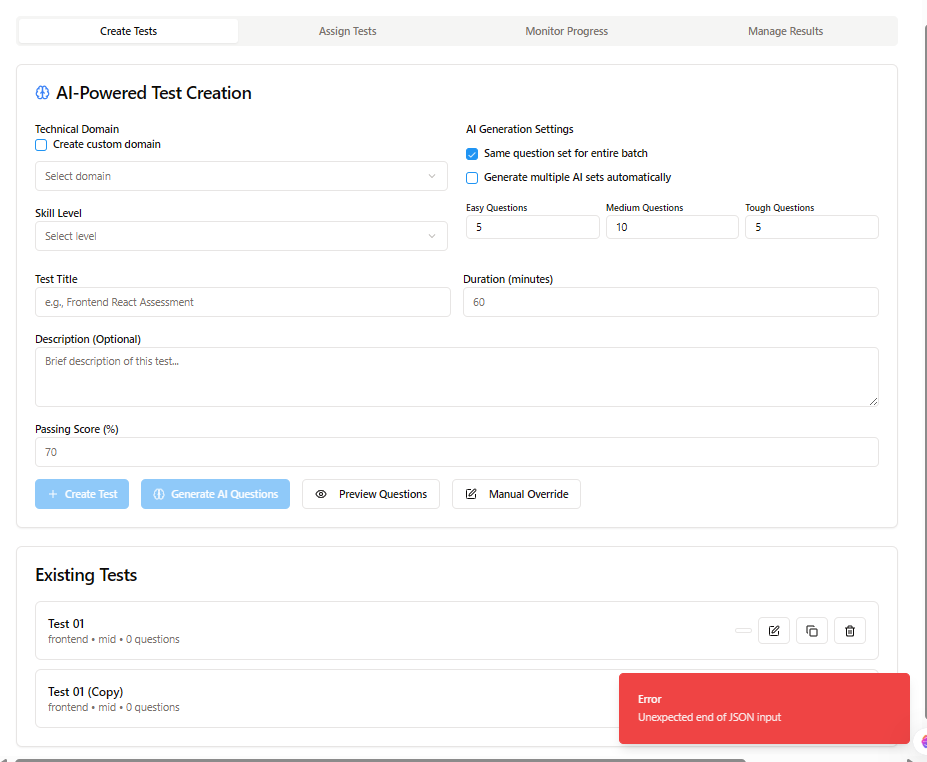 Create Tests Assign Tests Monitor Progress Manage Results
AI-Powered Test Creation
Technical Domain
Create custom domain
Select domain
Skill Level
Select level
AI Generation Settings
Same question set for entire batch
Generate multiple AI sets automatically
Easy Questions Medium Questions Tough Questions
5 10 5
Test Title
e.g., Frontend React Assessment
Duration (minutes)
60
Description (Optional)
Brief description of this test...
Passing Score (%)
70
Create Test Generate AI Questions Preview Questions Manual Override
Existing Tests
Test 01
frontend • mid • 0 questions
Test 01 (Copy)
frontend • mid • 0 questions
Error
Unexpected end of JSON input